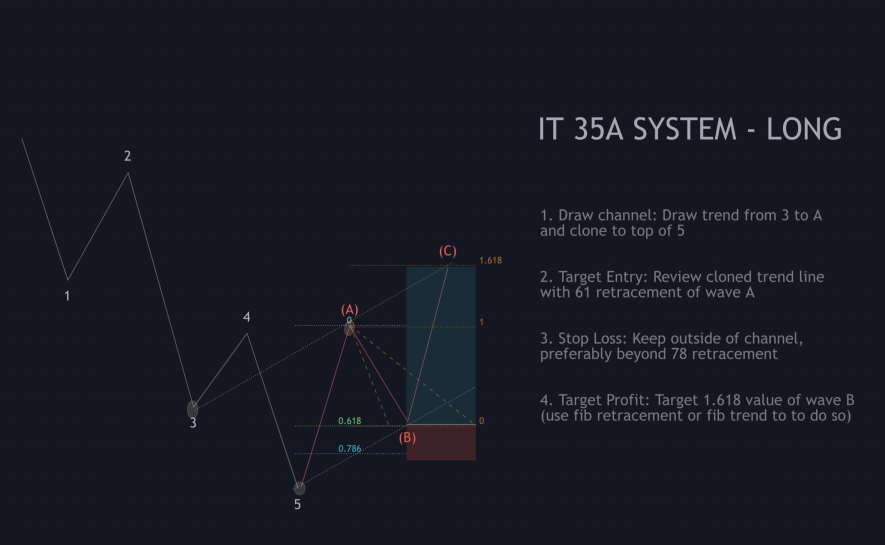 IT 35A SYSTEM - LONG
1. Draw channel: Draw trend from 3 to A
and clone to top of 5
2. Target Entry: Review cloned trend line
with 61 retracement of wave A
3. Stop Loss: Keep outside of channel,
preferably beyond 78 retracement
4. Target Profit: Target 1.618 value of wave B
(use fib retracement or fib trend to to do so)
2
1
4
3
5
(A)
0
(C)
1.618
1
0.618
0
(B)
0.786